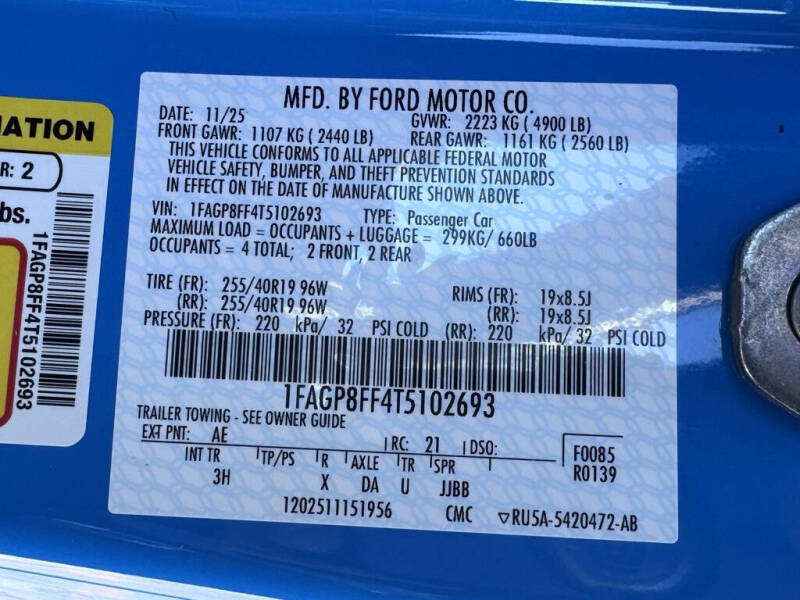 MATION
R: 2
bs.
1FAGP8FF4T5102693
MFD. BY FORD MOTOR CO.
DATE: 11/25 GVWR: 2223 KG ( 4900 LB)
FRONT GAWR: 1107 KG ( 2440 LB) REAR GAWR: 1161 KG ( 2560 LB)
THIS VEHICLE CONFORMS TO ALL APPLICABLE FEDERAL MOTOR
VEHICLE SAFETY, BUMPER, AND THEFT PREVENTION STANDARDS
IN EFFECT ON THE DATE OF MANUFACTURE SHOWN ABOVE.
VIN: 1FAGP8FF4T5102693 TYPE: Passenger Car
MAXIMUM LOAD = OCCUPANTS + LUGGAGE = 299KG/ 660LB
OCCUPANTS = 4 TOTAL; 2 FRONT, 2 REAR
TIRE (FR): 255/40R19 96W RIMS (FR): 19x8.5J
(RR): 255/40R19 96W (RR): 19x8.5J
PRESSURE (FR): 220 kPa/ 32 PSI COLD (RR): 220 kPa/ 32 PSI COLD
1FAGP8FF4T5102693
TRAILER TOWING - SEE OWNER GUIDE
EXT PNT: AE RC: 21 DSO: F0085
INT TR TP/PS R AXLE TR SPR R0139
3H X DA U JJBB
1202511151956 CMC ▽RU5A-5420472-AB